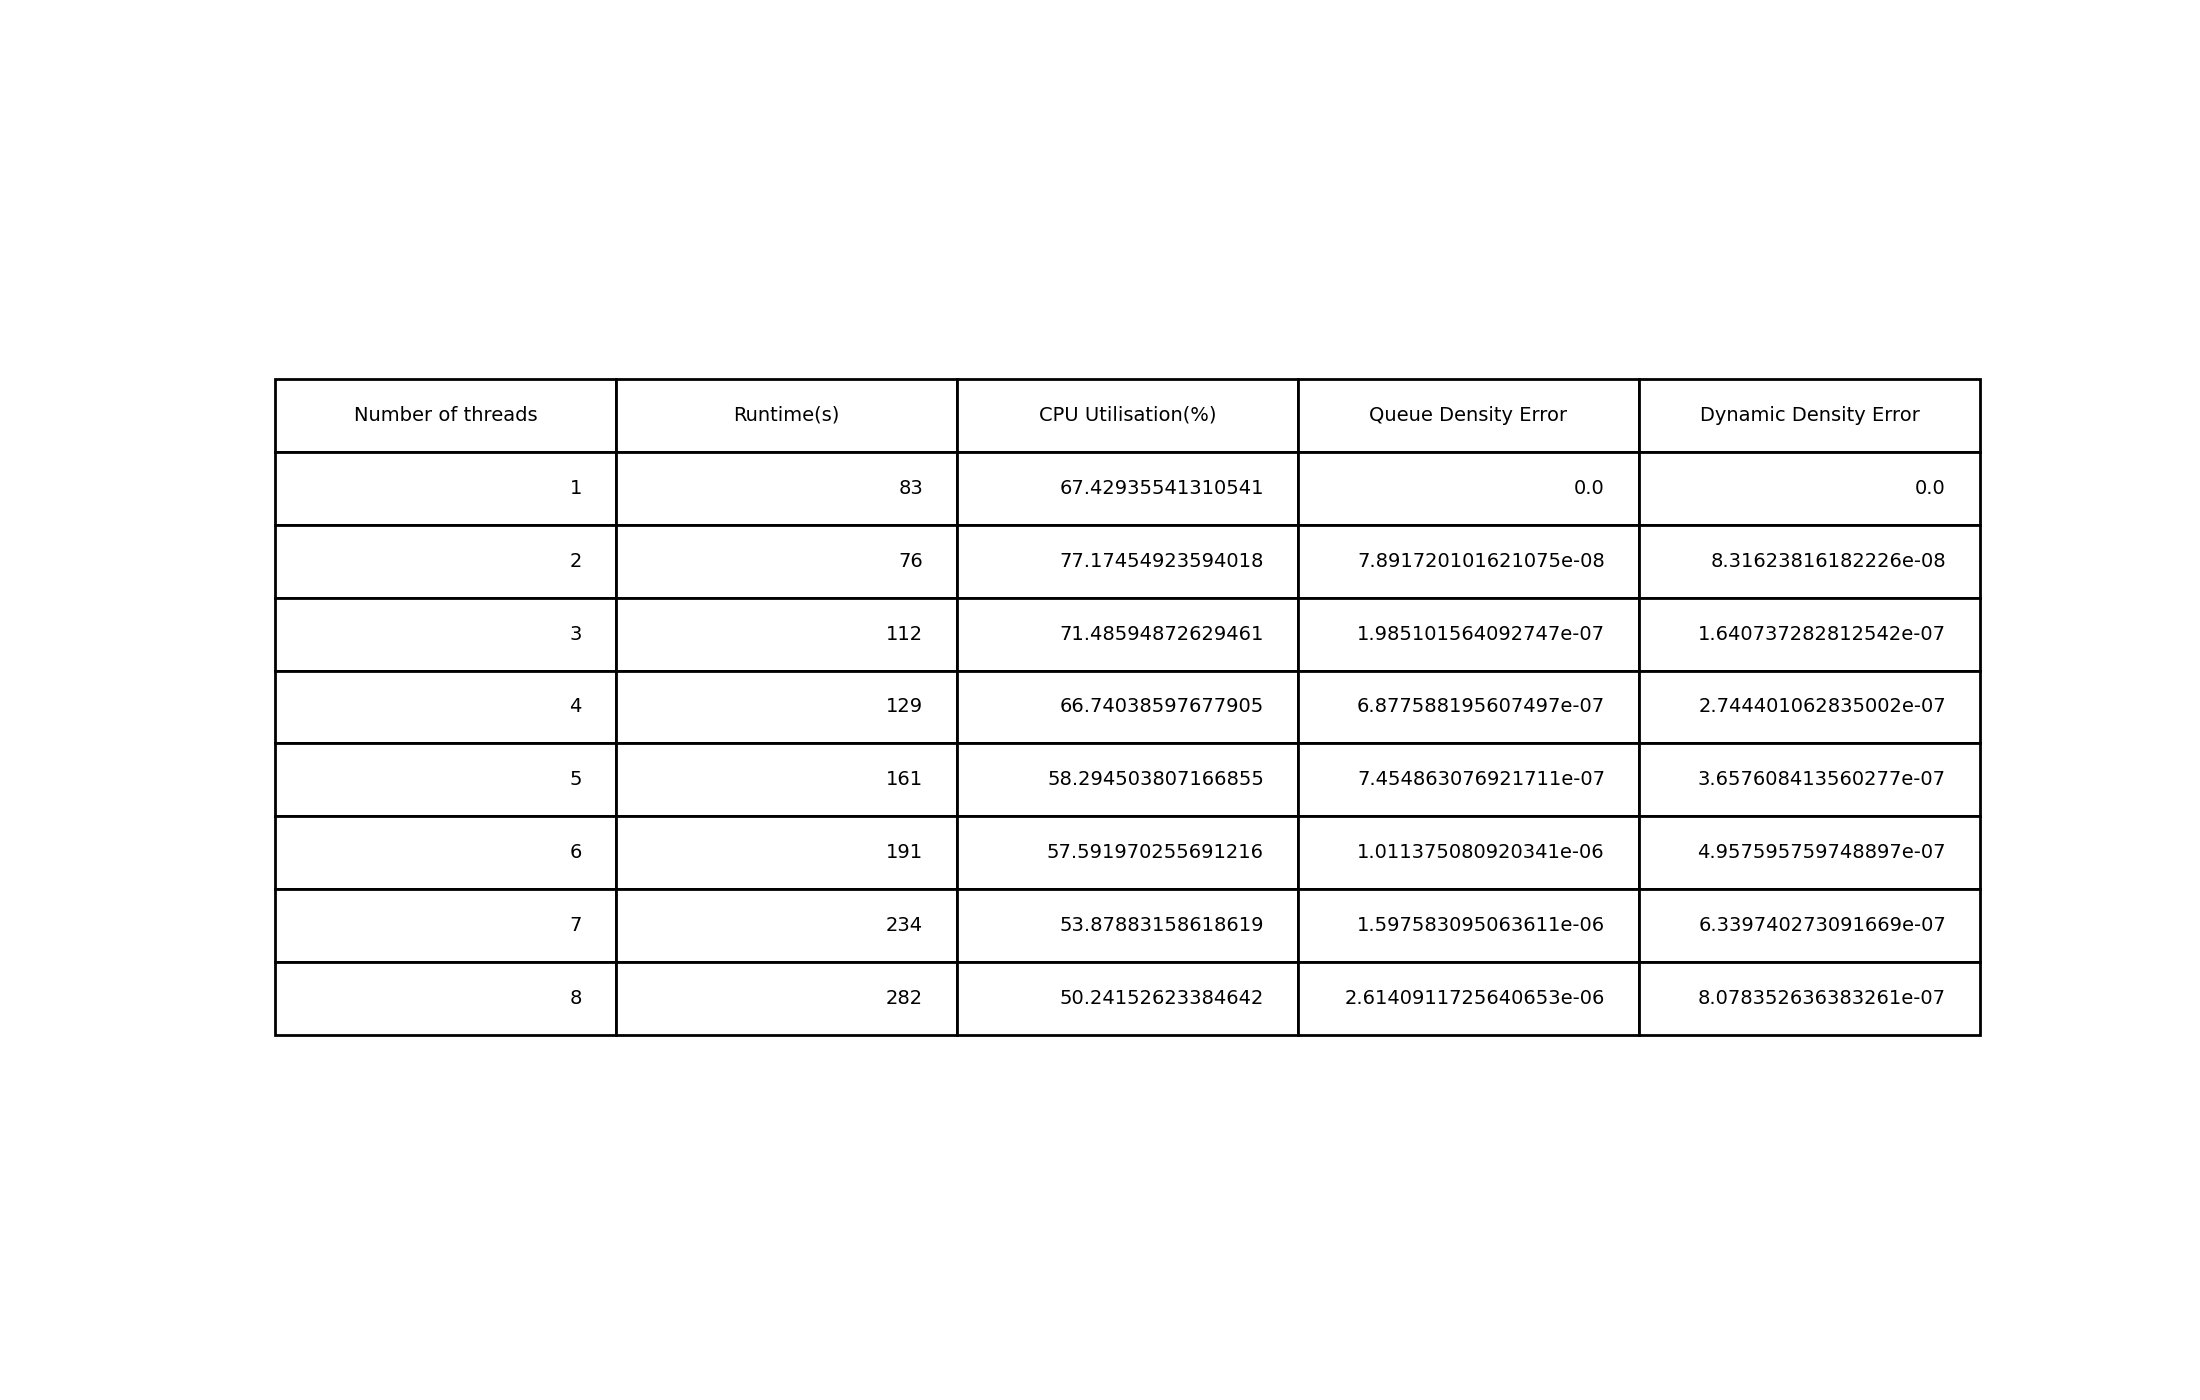 Number of threads Runtime(s) CPU Utilisation(%) Queue Density Error Dynamic Density Error
1 83 67.42935541310541 0.0 0.0
2 76 77.17454923594018 7.891720101621075e-08 8.31623816182226e-08
3 112 71.48594872629461 1.985101564092747e-07 1.640737282812542e-07
4 129 66.74038597677905 6.877588195607497e-07 2.744401062835002e-07
5 161 58.294503807166855 7.454863076921711e-07 3.657608413560277e-07
6 191 57.591970255691216 1.011375080920341e-06 4.957595759748897e-07
7 234 53.87883158618619 1.597583095063611e-06 6.339740273091669e-07
8 282 50.24152623384642 2.6140911725640653e-06 8.078352636383261e-07